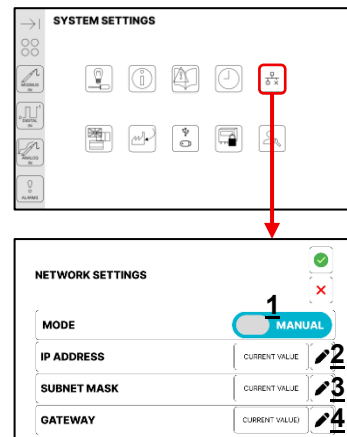 SYSTEM SETTINGS
MODBUS IN
DIGITAL IN
ANALOG IN
ALARMS
NETWORK SETTINGS
1
MODE MANUAL
IP ADDRESS CURRENT VALUE 2
SUBNET MASK CURRENT VALUE 3
GATEWAY CURRENT VALUE) 4